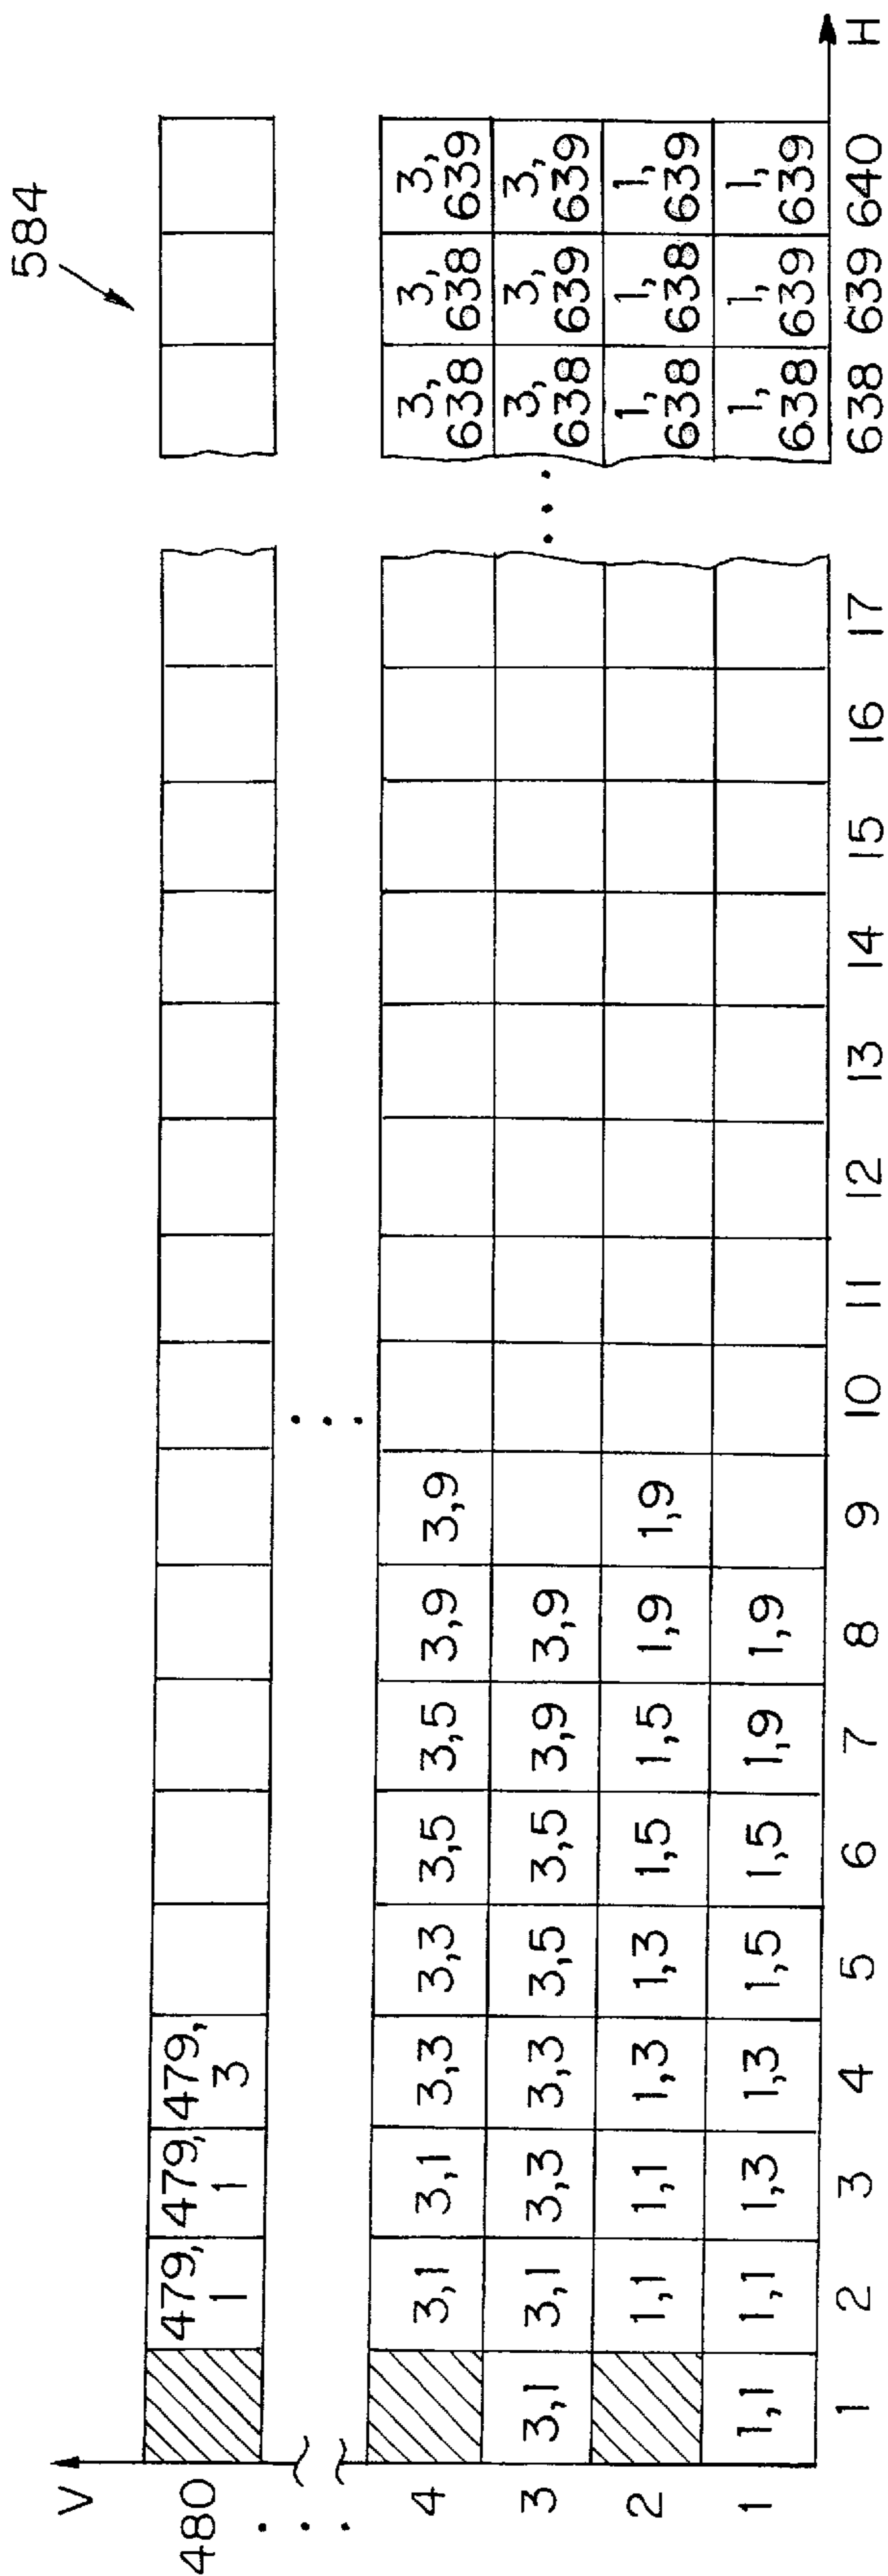 584
V
480 479, 479, 479,
1 1 3
4 3,1 3,1 3,3 3,3 3,5 3,5 3,9 3,9 3, 638 3, 638 3, 639
3 3,1 3,1 3,3 3,3 3,5 3,5 3,9 3,9 3, 638 3, 639 3, 639
2 1,1 1,1 1,3 1,3 1,5 1,5 1,9 1,9 1, 638 1, 638 1, 639
1 1,1 1,1 1,3 1,3 1,5 1,5 1,9 1,9 1, 638 1, 639 1, 639
1 2 3 4 5 6 7 8 9 10 11 12 13 14 15 16 17 638 639 640 H